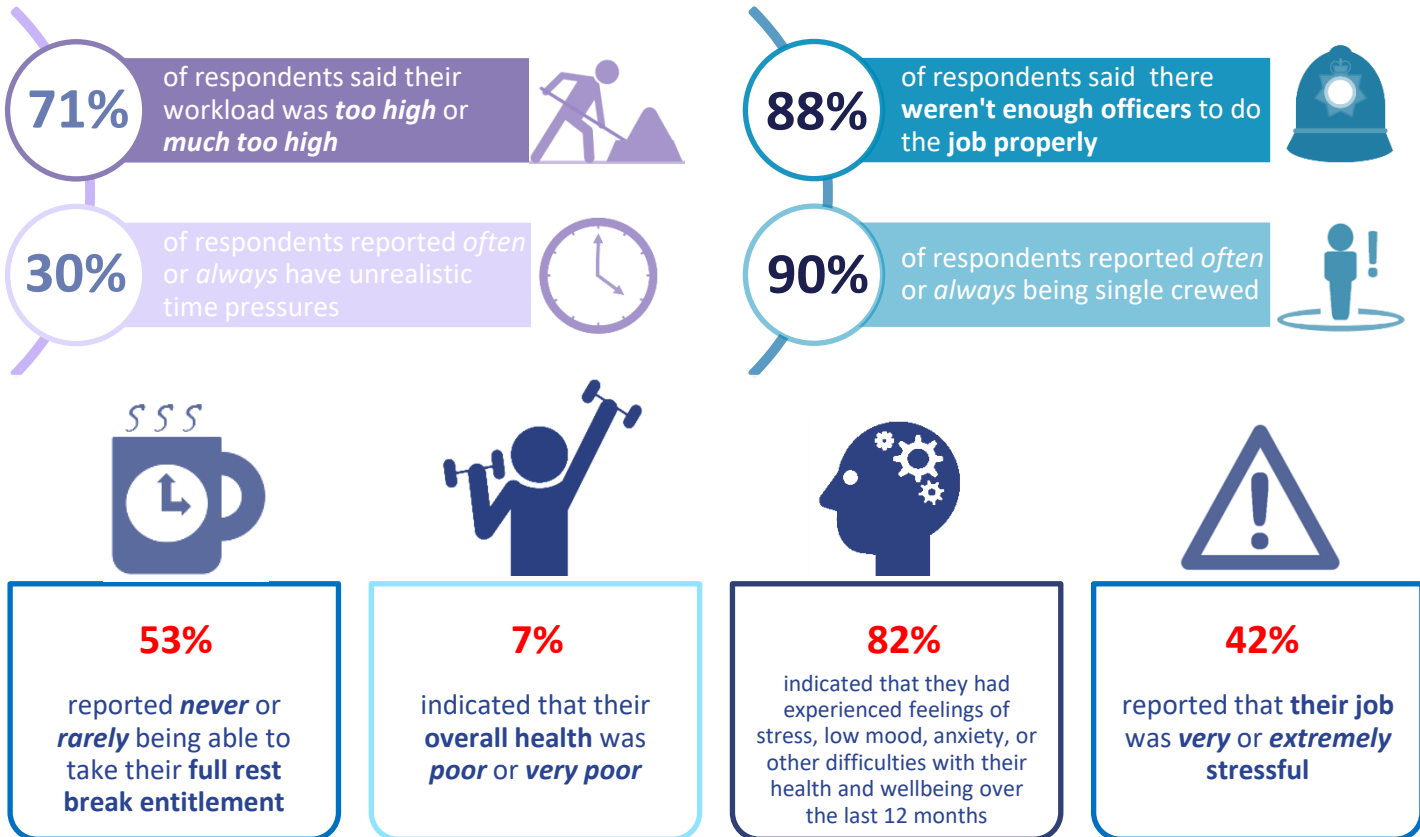 71%
of respondents said their
workload was too high or
much too high
88%
of respondents said there
weren't enough officers to do
the job properly
30%
of respondents reported often
or always have unrealistic
time pressures
90%
of respondents reported often
or always being single crewed
53%
reported never or
rarely being able to
take their full rest
break entitlement
7%
indicated that their
overall health was
poor or very poor
82%
indicated that they had
experienced feelings of
stress, low mood, anxiety, or
other difficulties with their
health and wellbeing over
the last 12 months
42%
reported that their job
was very or extremely
stressful